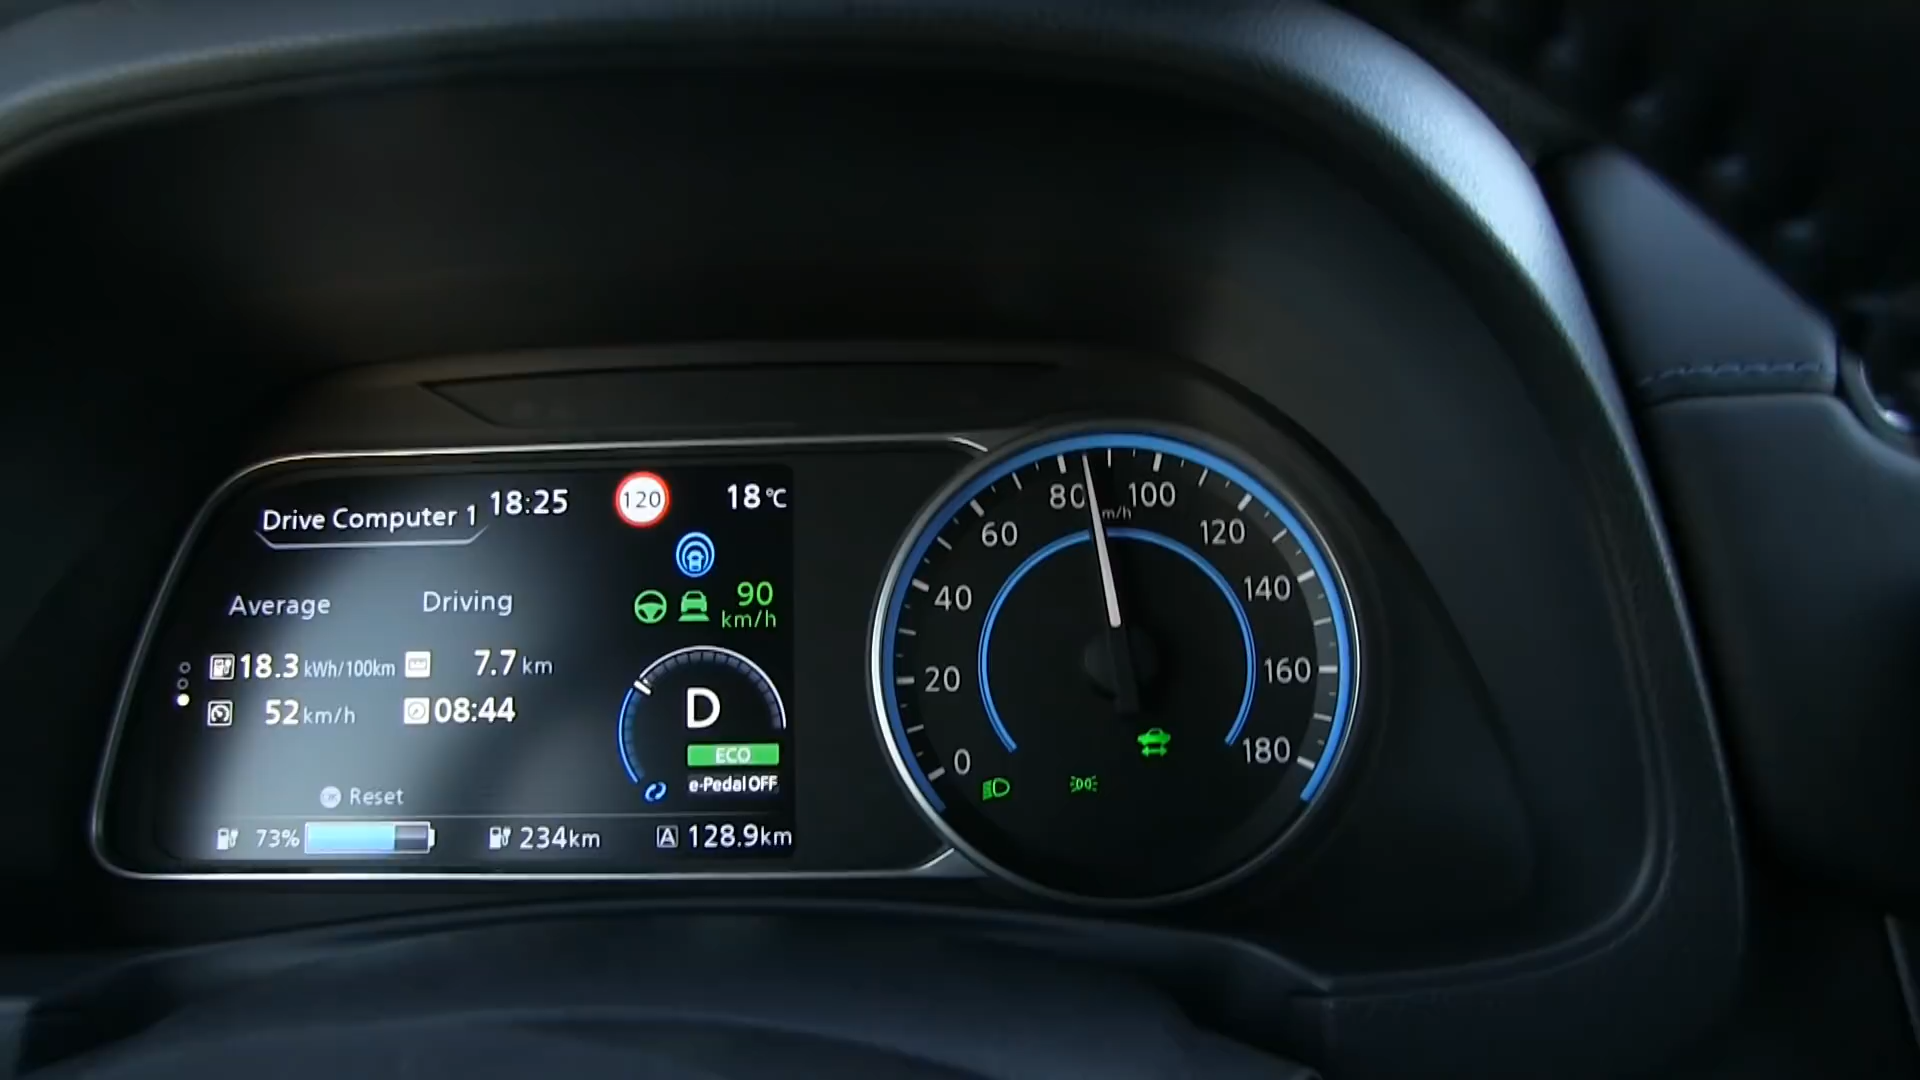 Drive Computer 1 18:25 120 18°C
90
km/h
Average Driving
18.3 kWh/100km 7.7 km
52 km/h 08:44
D
ECO
e-Pedal OFF
OK Reset
73% 234km A 128.9km
0
20
40
60
80
100
120
140
160
180
m/h